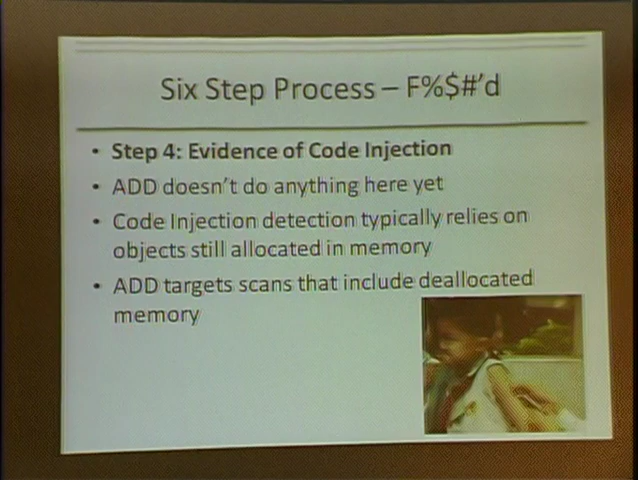 Six Step Process – F%$#'d
• Step 4: Evidence of Code Injection
• ADD doesn't do anything here yet
• Code Injection detection typically relies on
objects still allocated in memory
• ADD targets scans that include deallocated
memory